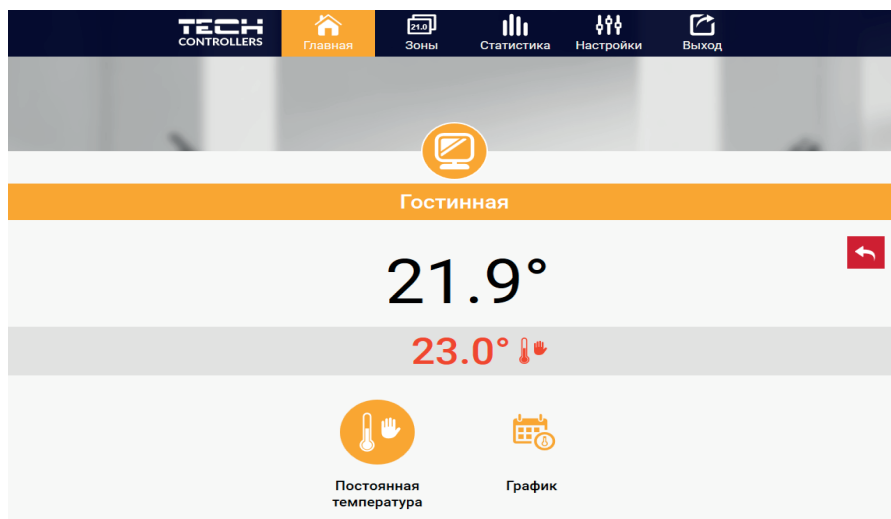 TECH
CONTROLLERS
Главная
21.0
Зоны
Статистика
Настройки
Выход
Гостинная
21.9°
23.0°
Постоянная
температура
График